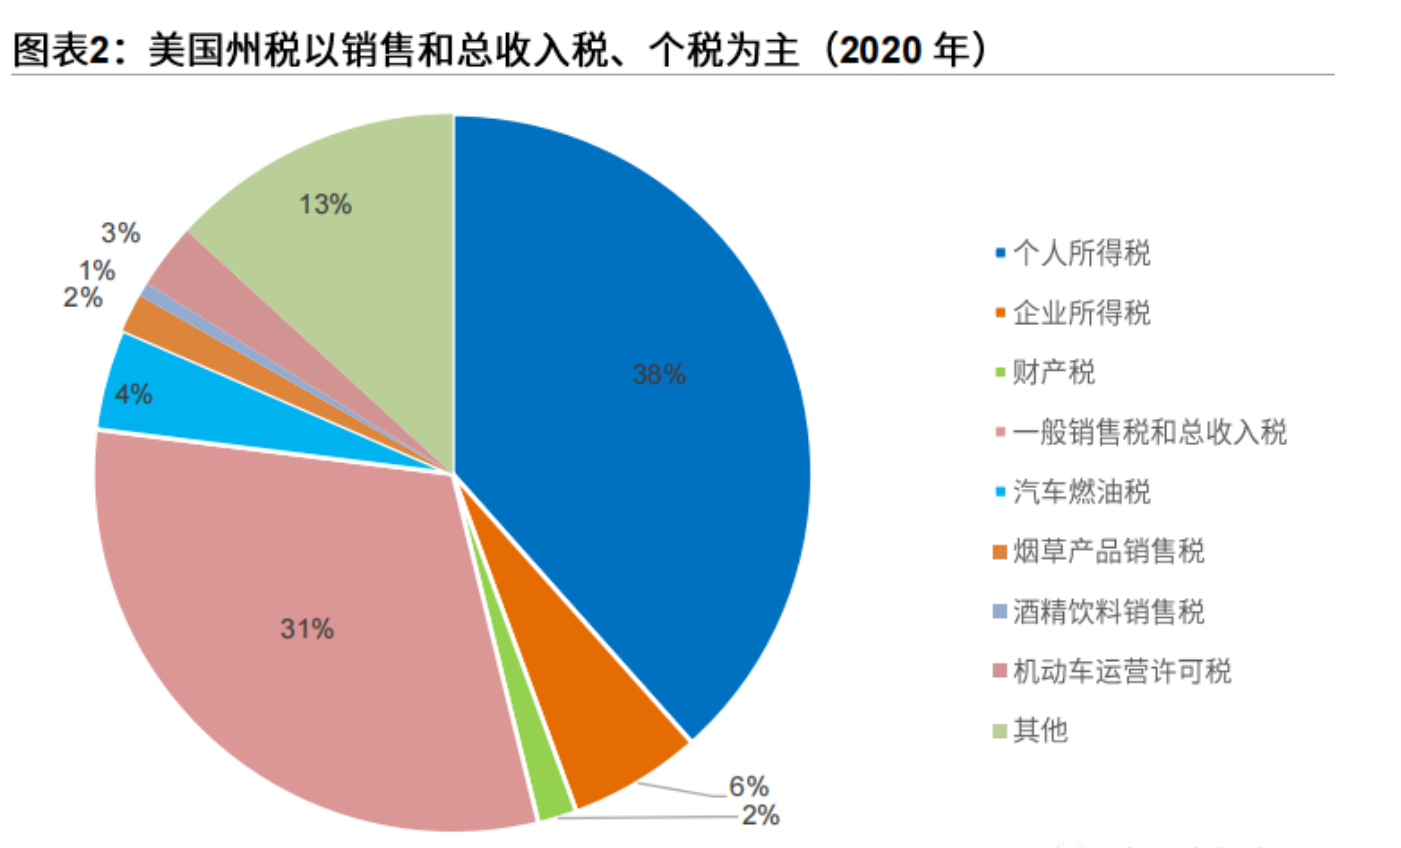 图表2：美国州税以销售和总收入税、个税为主（2020 年）
13%
3%
1%
2%
4%
38%
31%
6%
2%
个人所得税
企业所得税
财产税
一般销售税和总收入税
汽车燃油税
烟草产品销售税
酒精饮料销售税
机动车运营许可税
其他